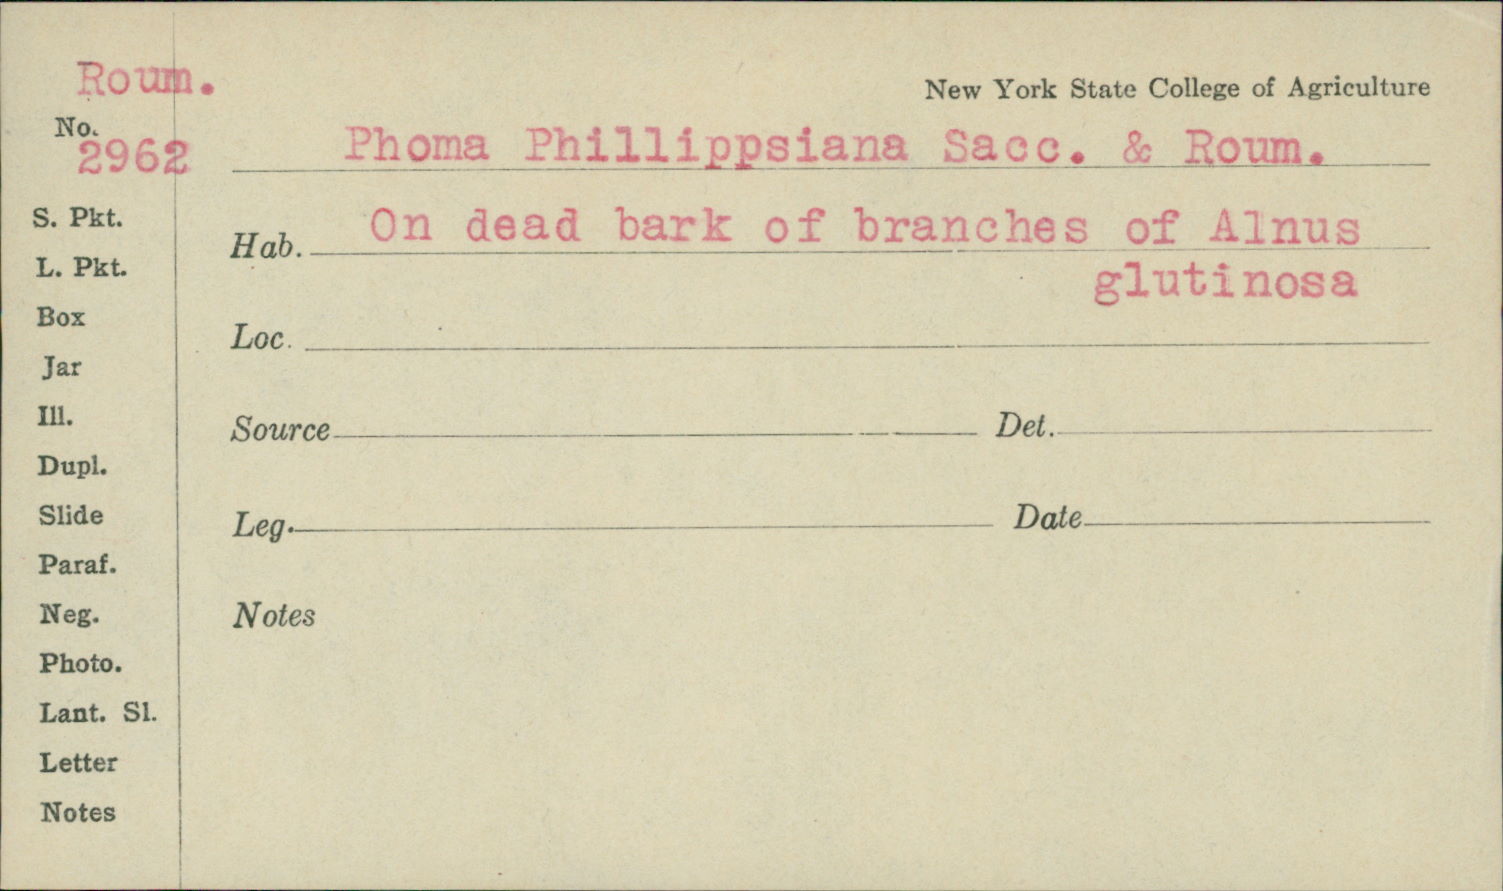 Roum.
New York State College of Agriculture
No.
2962
Phoma Phillippsiana Sacc. & Roum.
S. Pkt.
Hab. On dead bark of branches of Alnus
glutinosa
L. Pkt.
Box
Loc.
Jar
Ill.
Source Det.
Dupl.
Slide
Leg. Date
Paraf.
Neg.
Notes
Photo.
Lant. Sl.
Letter
Notes